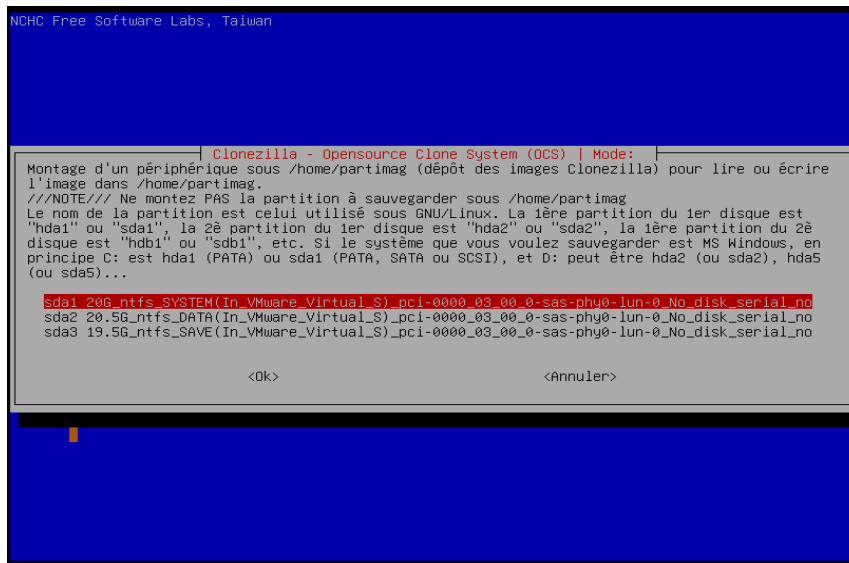 NCHC Free Software Labs, Taiwan
Clonezilla - Opensource Clone System (OCS) | Mode:
Montage d'un périphérique sous /home/partimag (dépôt des images Clonezilla) pour lire ou écrire
l'image dans /home/partimag.
///NOTE/// Ne montez PAS la partition à sauvegarder sous /home/partimag
Le nom de la partition est celui utilisé sous GNU/Linux. La 1ère partition du 1er disque est
"hda1" ou "sda1", la 2è partition du 1er disque est "hda2" ou "sda2", la 1ère partition du 2è
disque est "hdb1" ou "sdb1", etc. Si le système que vous voulez sauvegarder est MS Windows, en
principe C: est hda1 (PATA) ou sda1 (PATA, SATA ou SCSI), et D: peut être hda2 (ou sda2), hda5
(ou sda5)...
sda1 20G_ntfs_SYSTEM(In_VMware_Virtual_S)_pci-0000_03_00_0-sas-phy0-lun-0_No_disk_serial_no
sda2 20.5G_ntfs_DATA(In_VMware_Virtual_S)_pci-0000_03_00_0-sas-phy0-lun-0_No_disk_serial_no
sda3 19.5G_ntfs_SAVE(In_VMware_Virtual_S)_pci-0000_03_00_0-sas-phy0-lun-0_No_disk_serial_no
<Ok> <Annuler>